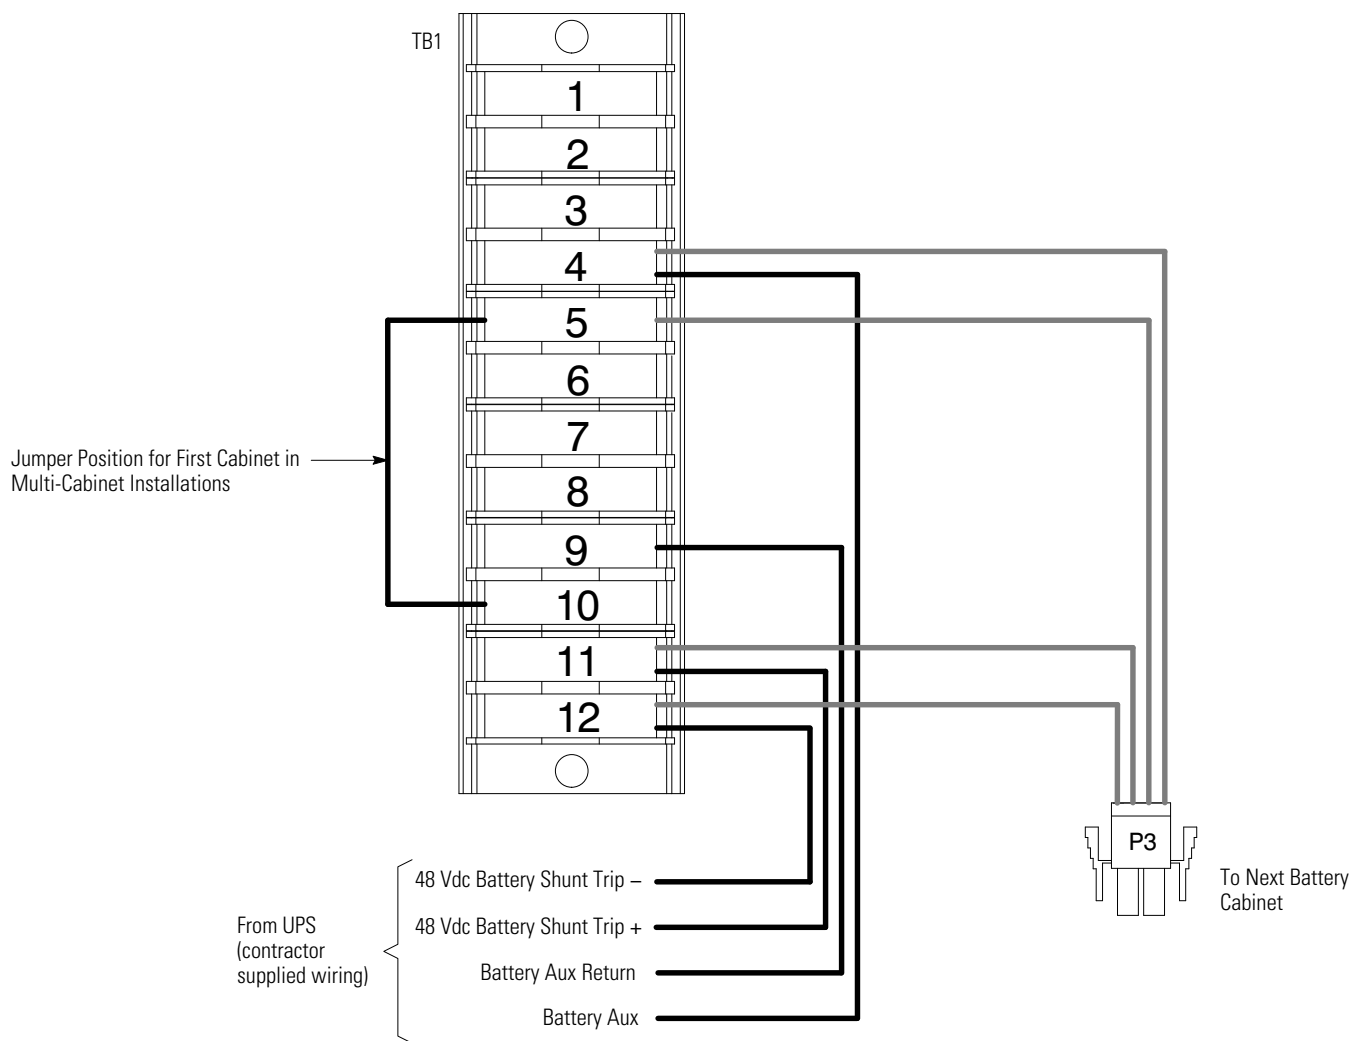 TB1
1
2
3
4
5
6
7
8
9
10
11
12
Jumper Position for First Cabinet in
Multi-Cabinet Installations
P3
To Next Battery
Cabinet
From UPS
(contractor
supplied wiring)
48 Vdc Battery Shunt Trip –
48 Vdc Battery Shunt Trip +
Battery Aux Return
Battery Aux